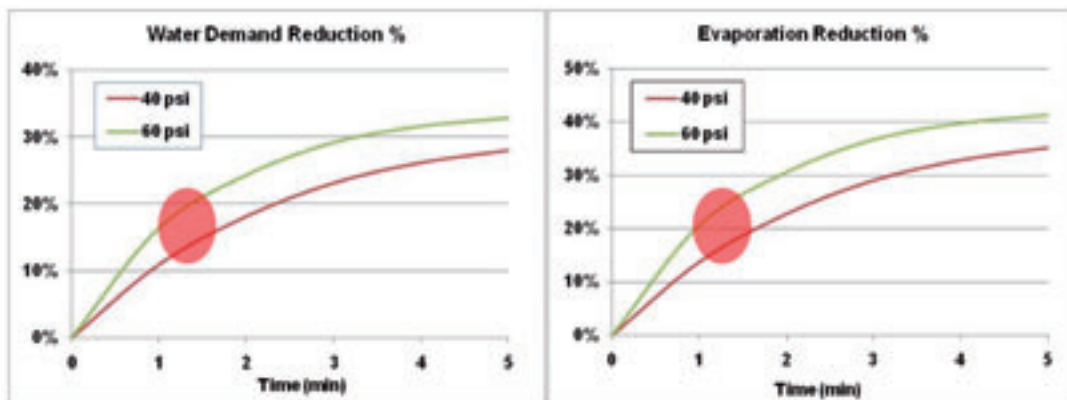 Water Demand Reduction %
40%
30%
20%
10%
0%
40 psi
60 psi
0 1 2 3 4 5
Time (min)
Evaporation Reduction %
50%
40%
30%
20%
10%
0%
40 psi
60 psi
0 1 2 3 4 5
Time (min)